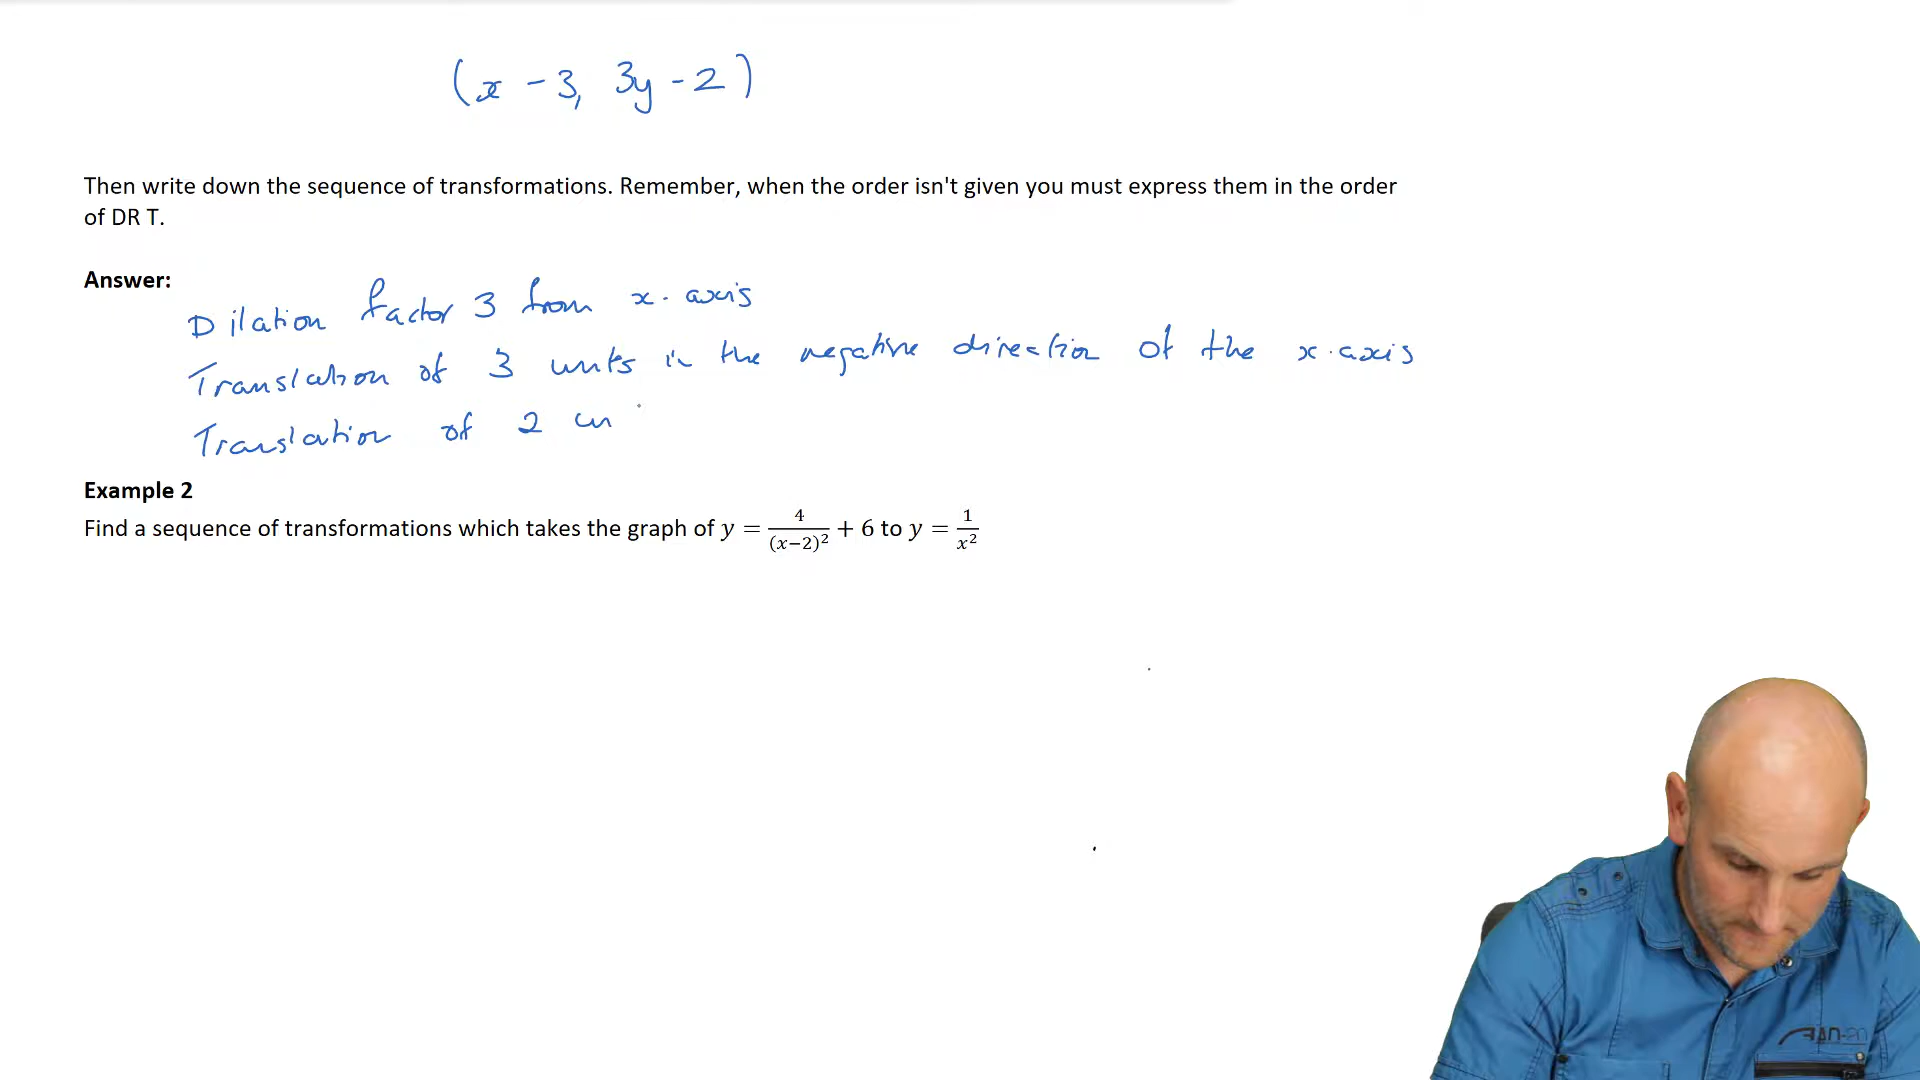 (x - 3, 3y - 2)
Then write down the sequence of transformations. Remember, when the order isn't given you must express them in the order
of DR T.
Answer:
Dilation factor 3 from x-axis
Translation of 3 units in the negative direction of the x-axis
Translation of 2 un
Example 2
Find a sequence of transformations which takes the graph of y = 4/(x−2)² + 6 to y = 1/x²